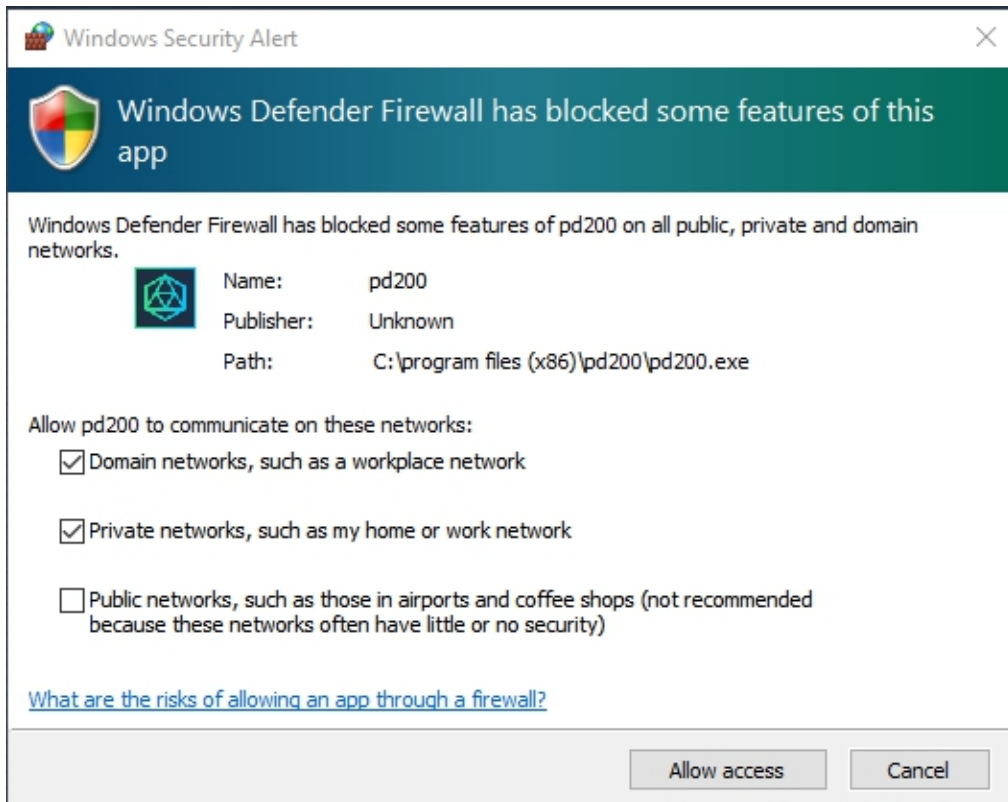 Windows Security Alert
Windows Defender Firewall has blocked some features of this
app
Windows Defender Firewall has blocked some features of pd200 on all public, private and domain
networks.
Name: pd200
Publisher: Unknown
Path: C:\program files (x86)\pd200\pd200.exe
Allow pd200 to communicate on these networks:
Domain networks, such as a workplace network
Private networks, such as my home or work network
Public networks, such as those in airports and coffee shops (not recommended
because these networks often have little or no security)
What are the risks of allowing an app through a firewall?
Allow access Cancel